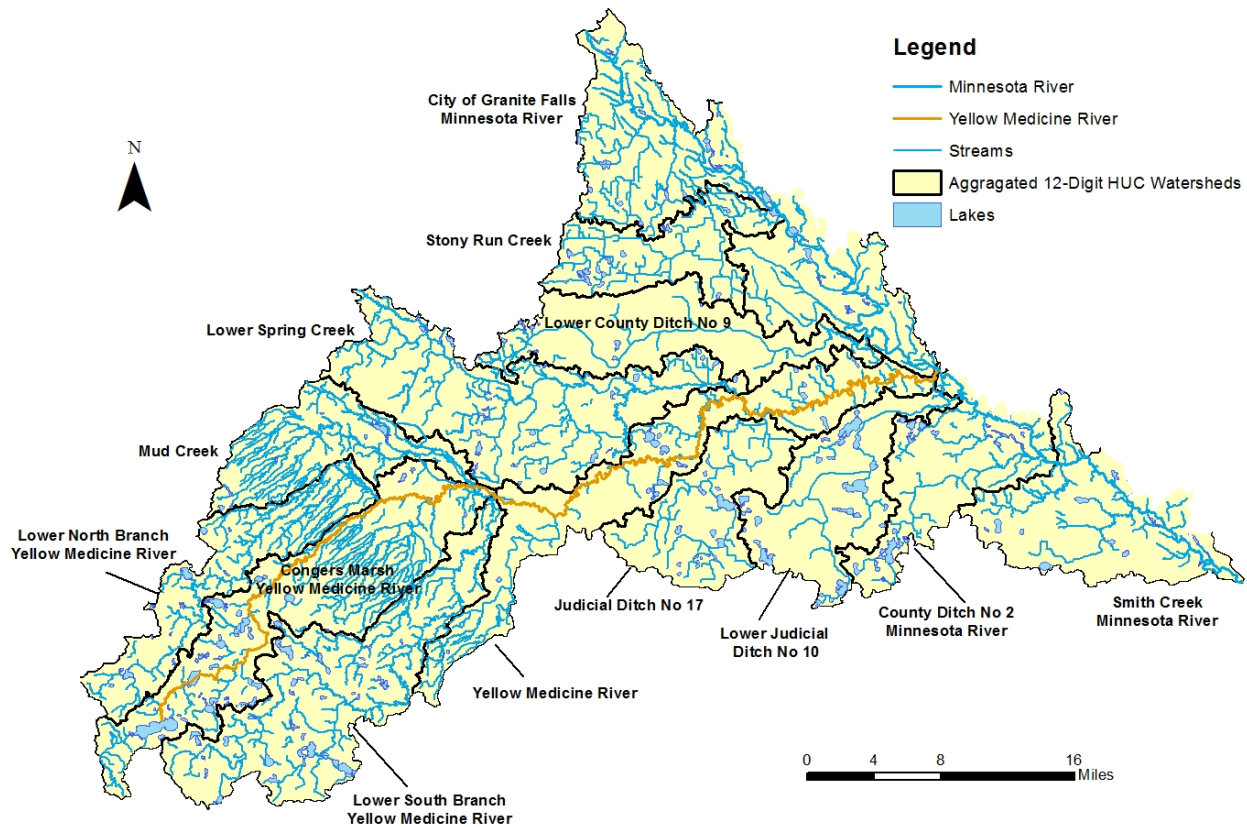 Legend
Minnesota River
Yellow Medicine River
Streams
Aggragated 12-Digit HUC Watersheds
Lakes
N
City of Granite Falls
Minnesota River
Stony Run Creek
Lower Spring Creek
Lower County Ditch No 9
Mud Creek
Lower North Branch
Yellow Medicine River
Congers Marsh
Yellow Medicine River
Judicial Ditch No 17
Lower Judicial
Ditch No 10
County Ditch No 2
Minnesota River
Smith Creek
Minnesota River
Yellow Medicine River
Lower South Branch
Yellow Medicine River
0 4 8 16
Miles